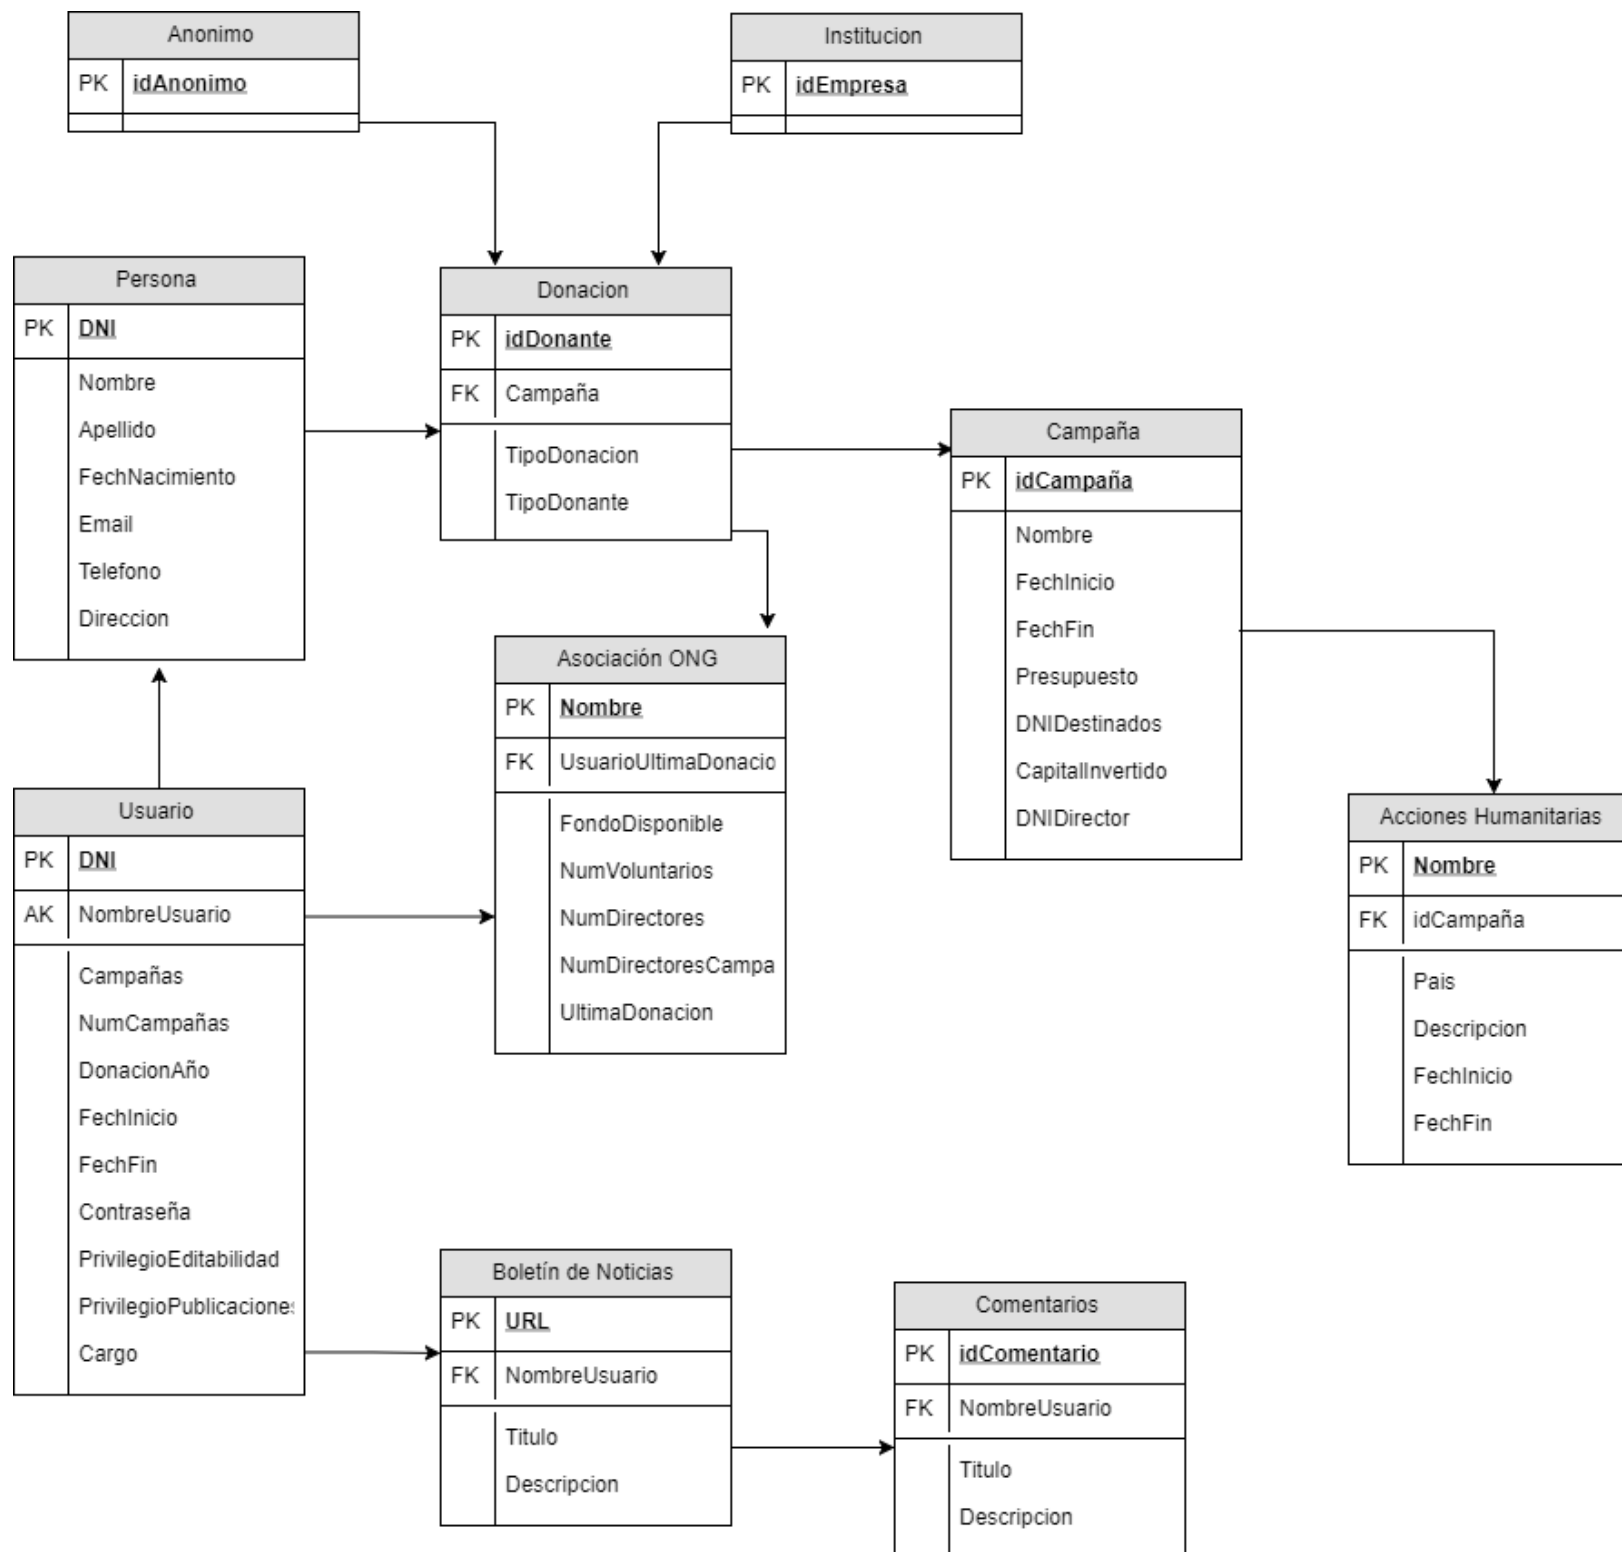 Anonimo
PK idAnonimo
Institucion
PK idEmpresa
Persona
PK DNI
Nombre
Apellido
FechNacimiento
Email
Telefono
Direccion
Donacion
PK idDonante
FK Campaña
TipoDonacion
TipoDonante
Campaña
PK idCampaña
Nombre
FechInicio
FechFin
Presupuesto
DNIDestinados
CapitalInvertido
DNIDirector
Asociación ONG
PK Nombre
FK UsuarioUltimaDonacio
FondoDisponible
NumVoluntarios
NumDirectores
NumDirectoresCampa
UltimaDonacion
Usuario
PK DNI
AK NombreUsuario
Campañas
NumCampañas
DonacionAño
FechInicio
FechFin
Contraseña
PrivilegioEditabilidad
PrivilegioPublicaciones
Cargo
Acciones Humanitarias
PK Nombre
FK idCampaña
Pais
Descripcion
FechInicio
FechFin
Boletín de Noticias
PK URL
FK NombreUsuario
Titulo
Descripcion
Comentarios
PK idComentario
FK NombreUsuario
Titulo
Descripcion